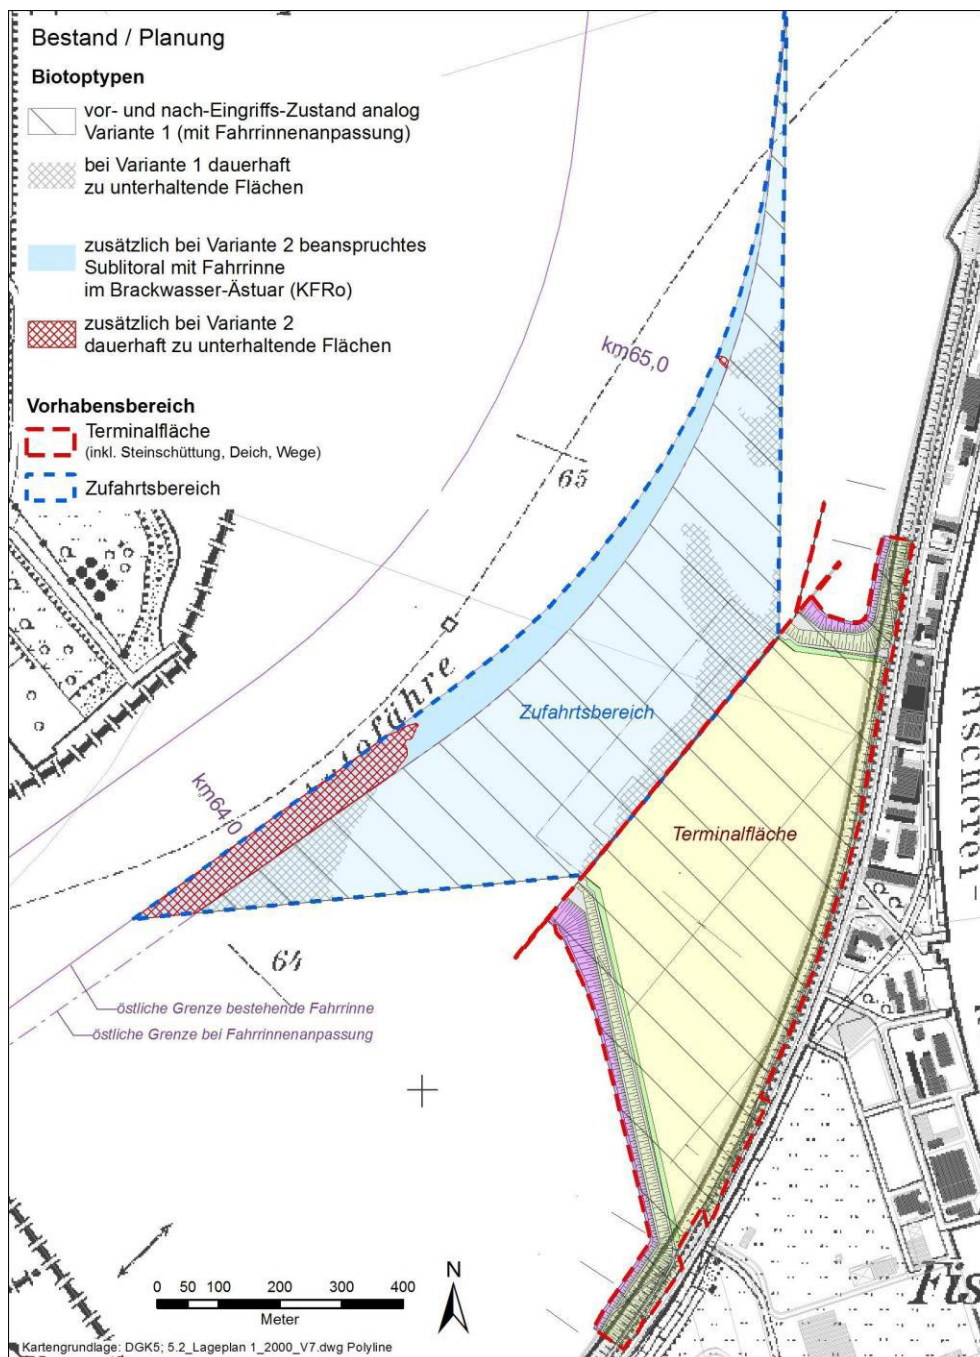 Bestand / Planung
Biotoptypen
vor- und nach-Eingriffs-Zustand analog
Variante 1 (mit Fahrrinnenanpassung)
bei Variante 1 dauerhaft
zu unterhaltende Flächen
zusätzlich bei Variante 2 beanspruchtes
Sublitoral mit Fahrrinne
im Brackwasser-Ästuar (KFRo)
zusätzlich bei Variante 2
dauerhaft zu unterhaltende Flächen
Vorhabensbereich
Terminalfläche
(inkl. Steinschüttung, Deich, Wege)
Zufahrtsbereich
km65,0
65
Zufahrtsbereich
km64,0
Terminalfläche
64
östliche Grenze bestehende Fahrrinne
östliche Grenze bei Fahrrinnenanpassung
N
0 50 100 200 300 400
Meter
Fis
Kartengrundlage: DGK5; 5.2_Lageplan 1_2000_V7.dwg Polyline